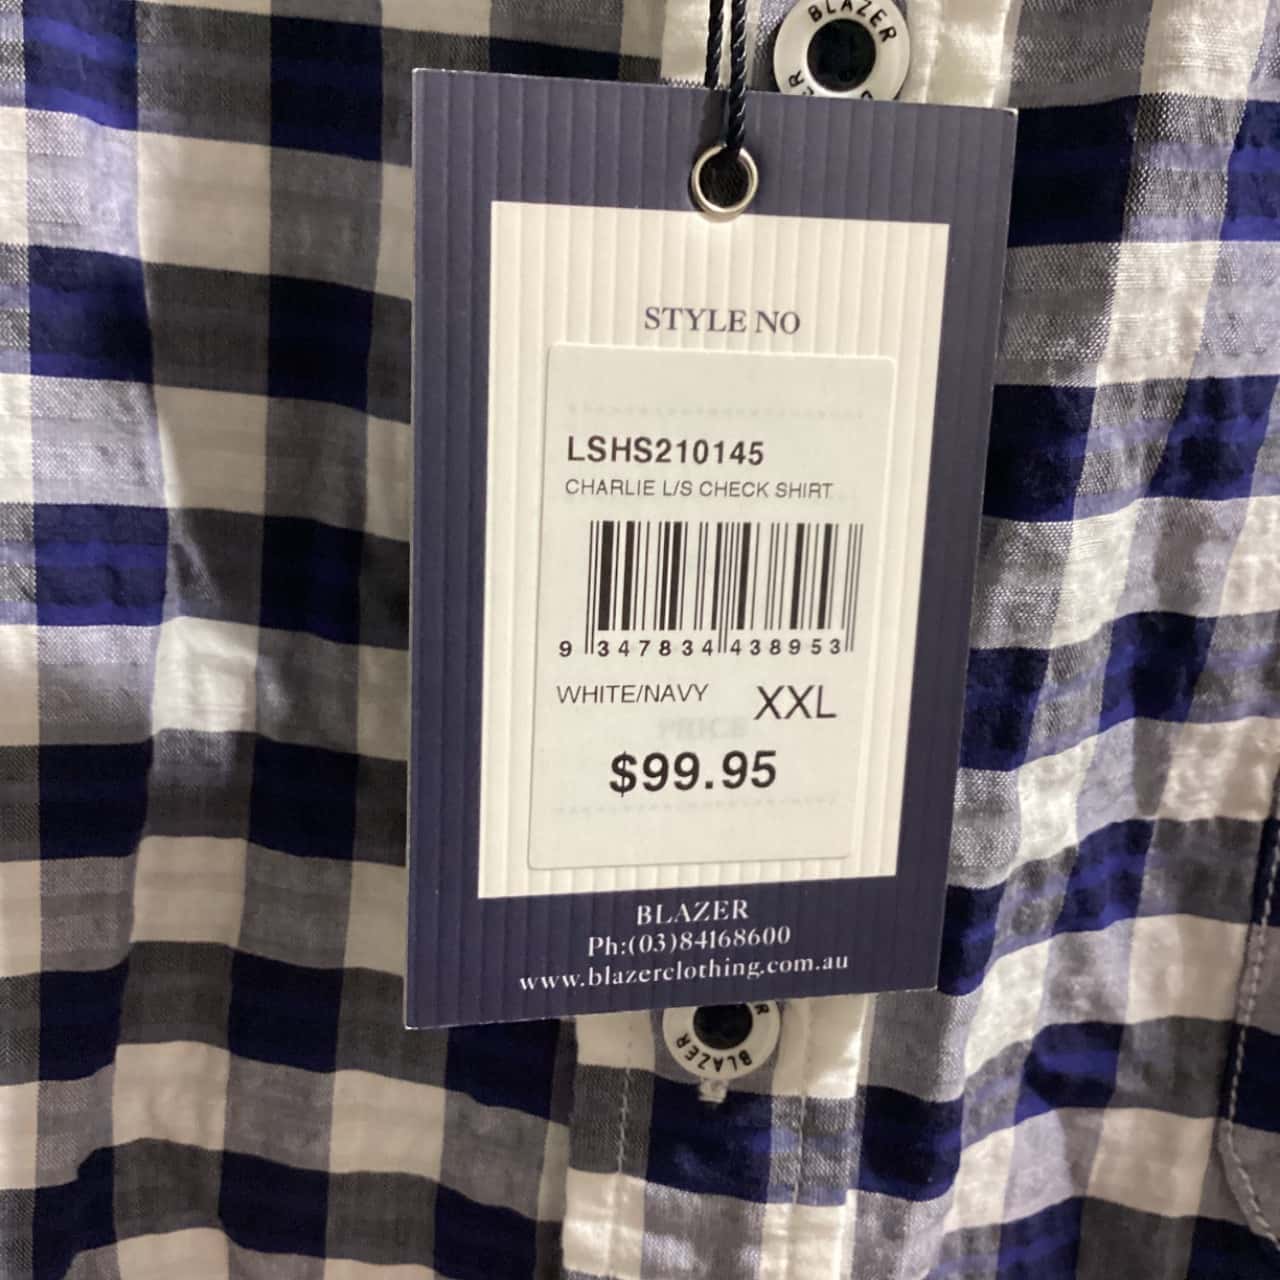 BLAZER
ER
STYLE NO
LSHS210145
CHARLIE L/S CHECK SHIRT
9 347834 438953
WHITE/NAVY XXL
PRICE
$99.95
BLAZER
Ph:(03)84168600
www.blazerclothing.com.au
BLAZER
R